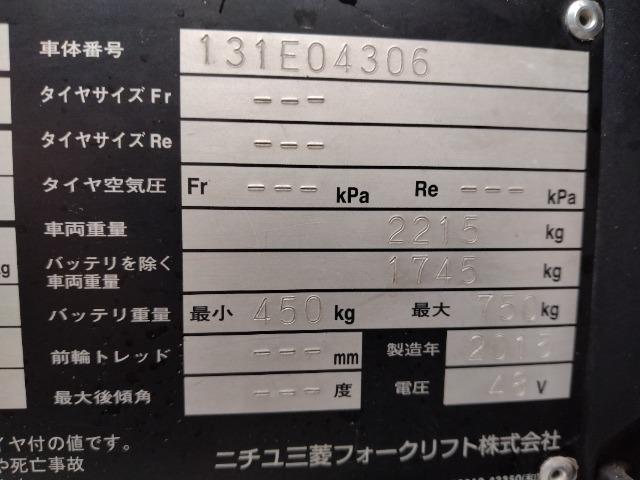 車体番号 131E04306
タイヤサイズ Fr ---
タイヤサイズ Re ---
タイヤ空気圧 Fr --- kPa Re --- kPa
車両重量 2215 kg
バッテリを除く
車両重量 1745 kg
バッテリ重量 最小 450 kg 最大 750 kg
前輪トレッド --- mm 製造年
最大後傾角 --- 度 電圧 48 V
イヤ付の値です。
や死亡事故
ニチユ三菱フォークリフト株式会社